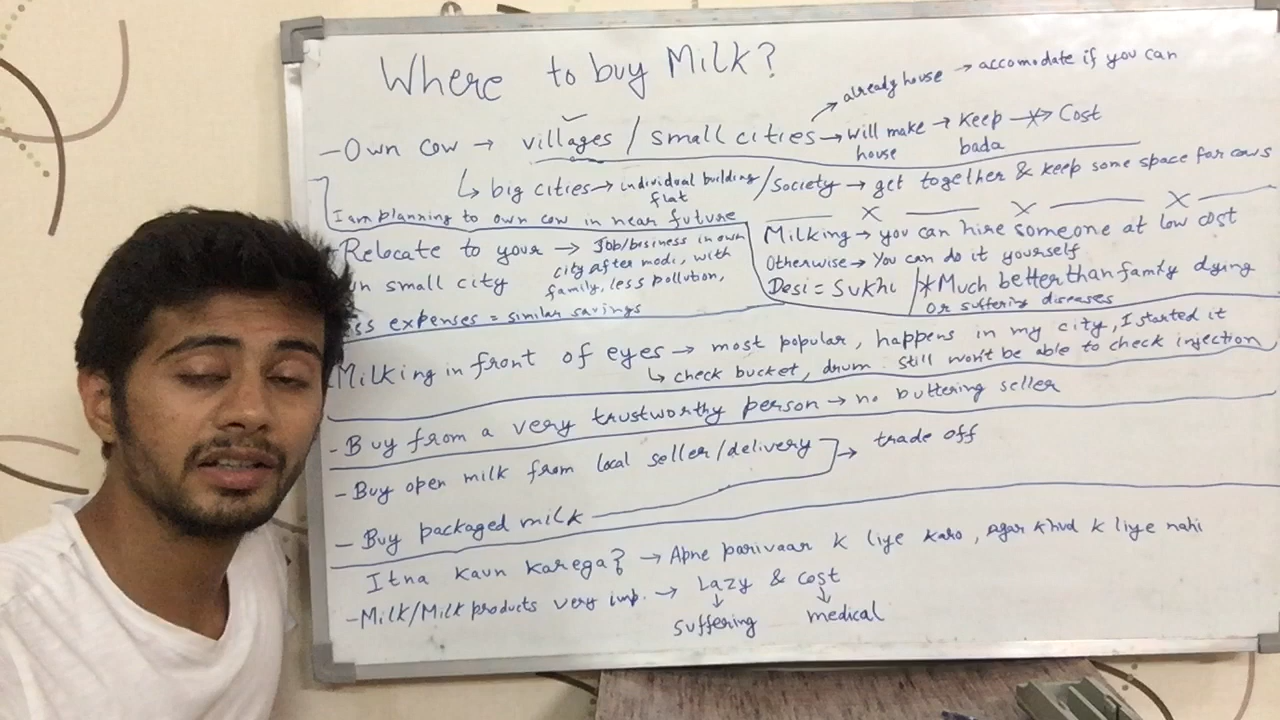 Where to buy Milk?
- Own cow → villages / small cities → will make house → keep bada → Cost
→ already house → accomodate if you can
↳ big cities → individual building / flat / Society → get together & keep some space for cows
I am planning to own cow in near future
Relocate to your → Job/business in own
small city city after modi, with
family, less pollution,
expenses = similar savings
Milking → you can hire someone at low cost
Otherwise → You can do it yourself
Desi = Sukhi / * Much better than family dying
or suffering diseases
- Milking in front of eyes → most popular, happens in my city, I started it
↳ check bucket, drum. still won't be able to check injection
- Buy from a very trustworthy person → no buttering seller
- Buy open milk from local seller/delivery → trade off
- Buy packaged milk
Itna kaun karega? → Apne parivaar k liye karo, agar khud k liye nahi
- Milk/Milk products very imp. → Lazy & cost
↓ ↓
suffering medical